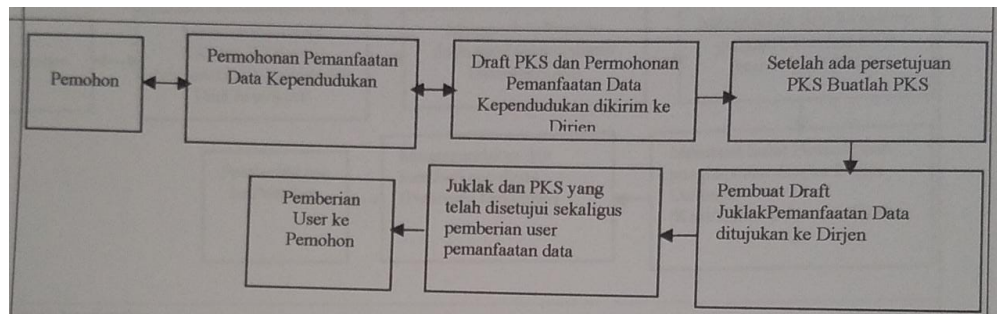 Pemohon
Permohonan Pemanfaatan
Data Kependudukan
Draft PKS dan Permohonan
Pemanfaatan Data
Kependudukan dikirim ke
Dirjen
Setelah ada persetujuan
PKS Buatlah PKS
Pembuat Draft
JuklakPemanfaatan Data
ditujukan ke Dirjen
Juklak dan PKS yang
telah disetujui sekaligus
pemberian user
pemanfaatan data
Pemberian
User ke
Pemohon